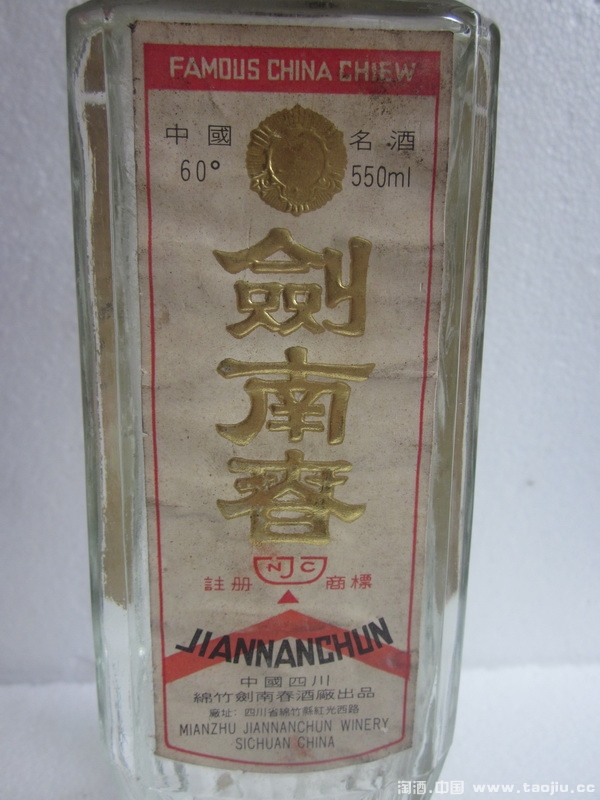 FAMOUS CHINA CHIEW
中國 名酒
60° 550ml
劍
南
春
NJC
註册 商標
JIANNANCHUN
中國四川
綿竹劍南春酒廠出品
廠址：四川省綿竹縣紅光西路
MIANZHU JIANNANCHUN WINERY
SICHUAN CHINA
淘酒.中国 www.taojiu.cc